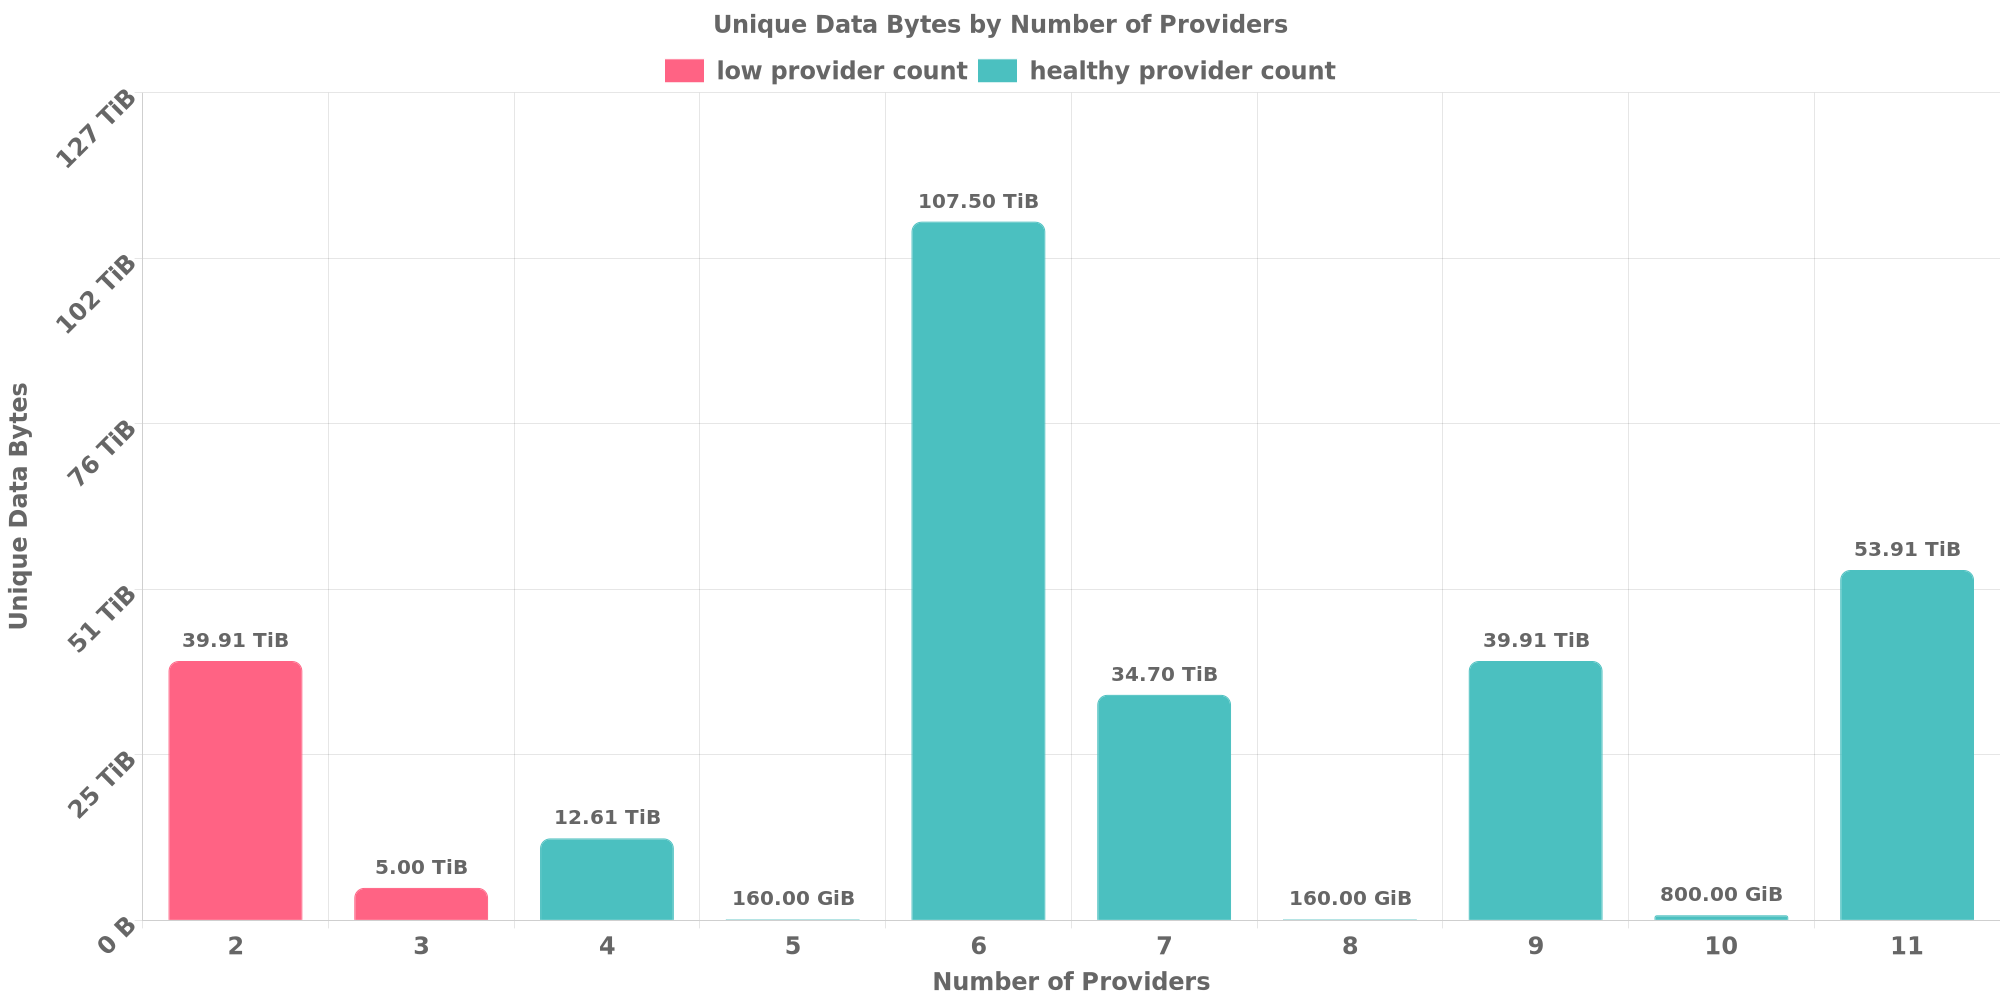 Unique Data Bytes by Number of Providers
low provider count healthy provider count
Unique Data Bytes
127 TiB
102 TiB
76 TiB
51 TiB
25 TiB
0 B
39.91 TiB
5.00 TiB
12.61 TiB
160.00 GiB
107.50 TiB
34.70 TiB
160.00 GiB
39.91 TiB
800.00 GiB
53.91 TiB
2 3 4 5 6 7 8 9 10 11
Number of Providers